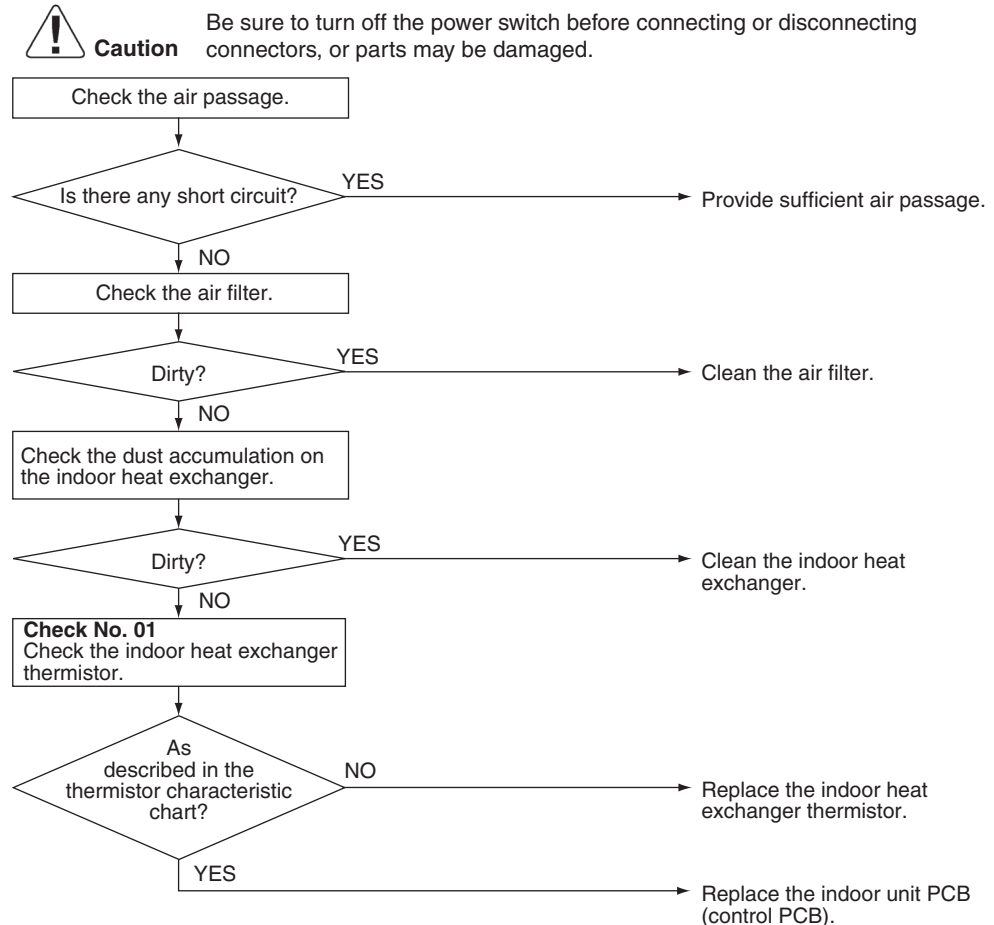 Be sure to turn off the power switch before connecting or disconnecting
Caution connectors, or parts may be damaged.
Check the air passage.
Is there any short circuit?
YES
Provide sufficient air passage.
NO
Check the air filter.
Dirty?
YES
Clean the air filter.
NO
Check the dust accumulation on
the indoor heat exchanger.
Dirty?
YES
Clean the indoor heat
exchanger.
NO
Check No. 01
Check the indoor heat exchanger
thermistor.
As
described in the
thermistor characteristic
chart?
NO
Replace the indoor heat
exchanger thermistor.
YES
Replace the indoor unit PCB
(control PCB).